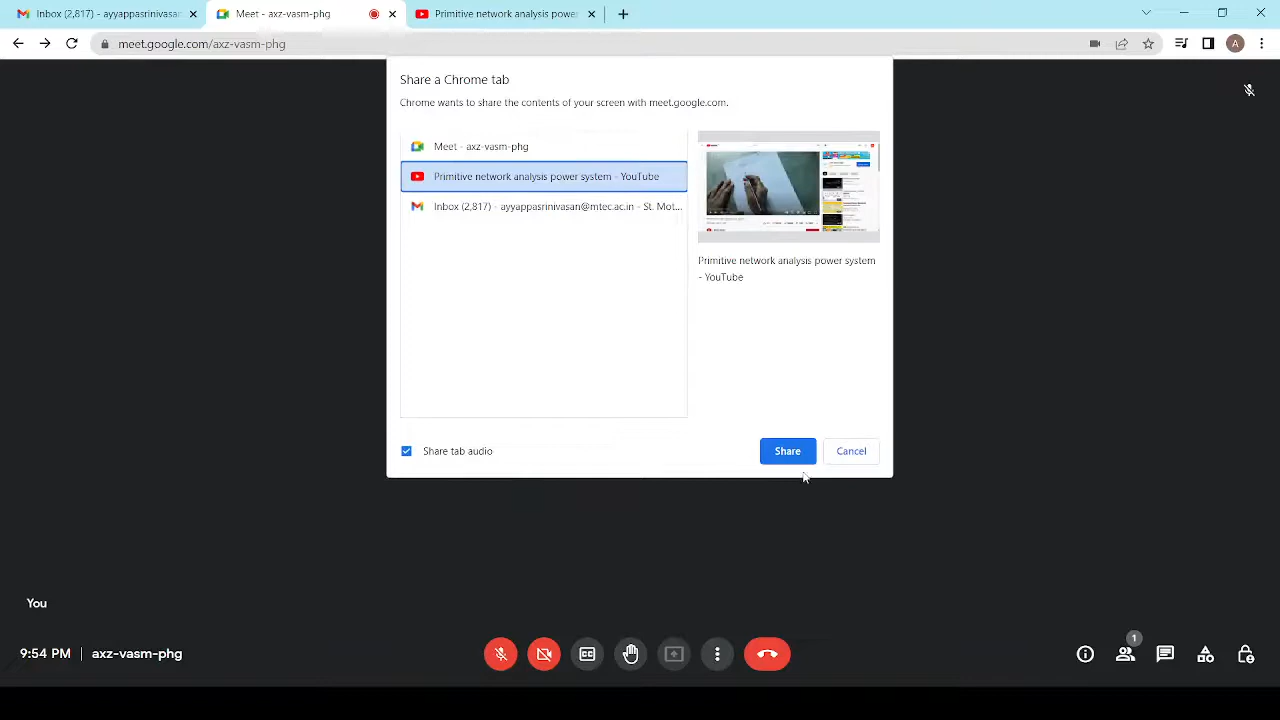 Inbox (2,817) - ayyappasrinivasar
Meet - axz-vasm-phg
Primitive network analysis power
meet.google.com/axz-vasm-phg
A
Share a Chrome tab
Chrome wants to share the contents of your screen with meet.google.com.
Meet - axz-vasm-phg
Primitive network analysis power system - YouTube
Inbox (2,817) - ayyappasrinivasan@stmotheritec.ac.in - St. Mot...
Primitive network analysis power system
- YouTube
Share tab audio
Share
Cancel
You
9:54 PM
axz-vasm-phg
1